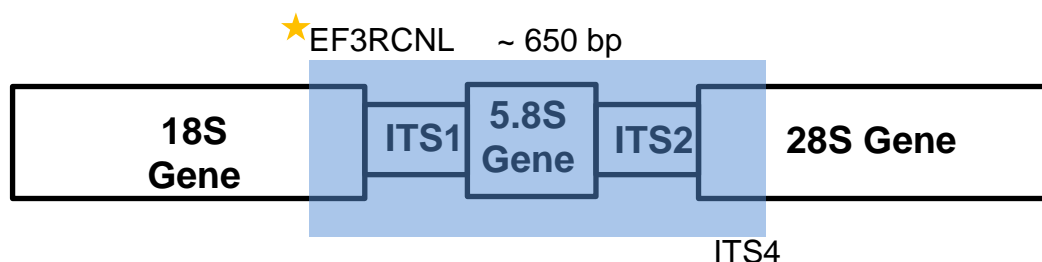 EF3RCNL ~ 650 bp
18S
Gene
ITS1
5.8S
Gene
ITS2
28S Gene
ITS4